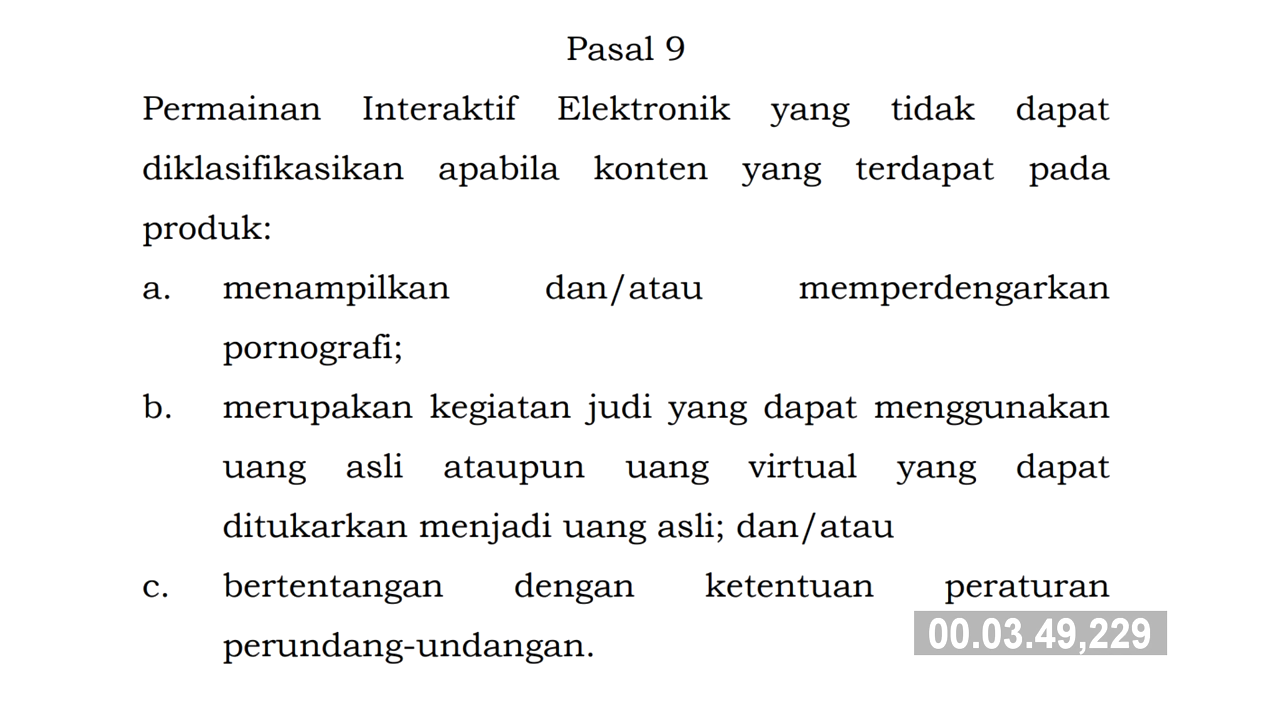 Pasal 9
Permainan Interaktif Elektronik yang tidak dapat
diklasifikasikan apabila konten yang terdapat pada
produk:
a. menampilkan dan/atau memperdengarkan
pornografi;
b. merupakan kegiatan judi yang dapat menggunakan
uang asli ataupun uang virtual yang dapat
ditukarkan menjadi uang asli; dan/atau
c. bertentangan dengan ketentuan peraturan
perundang-undangan.
00.03.49,229